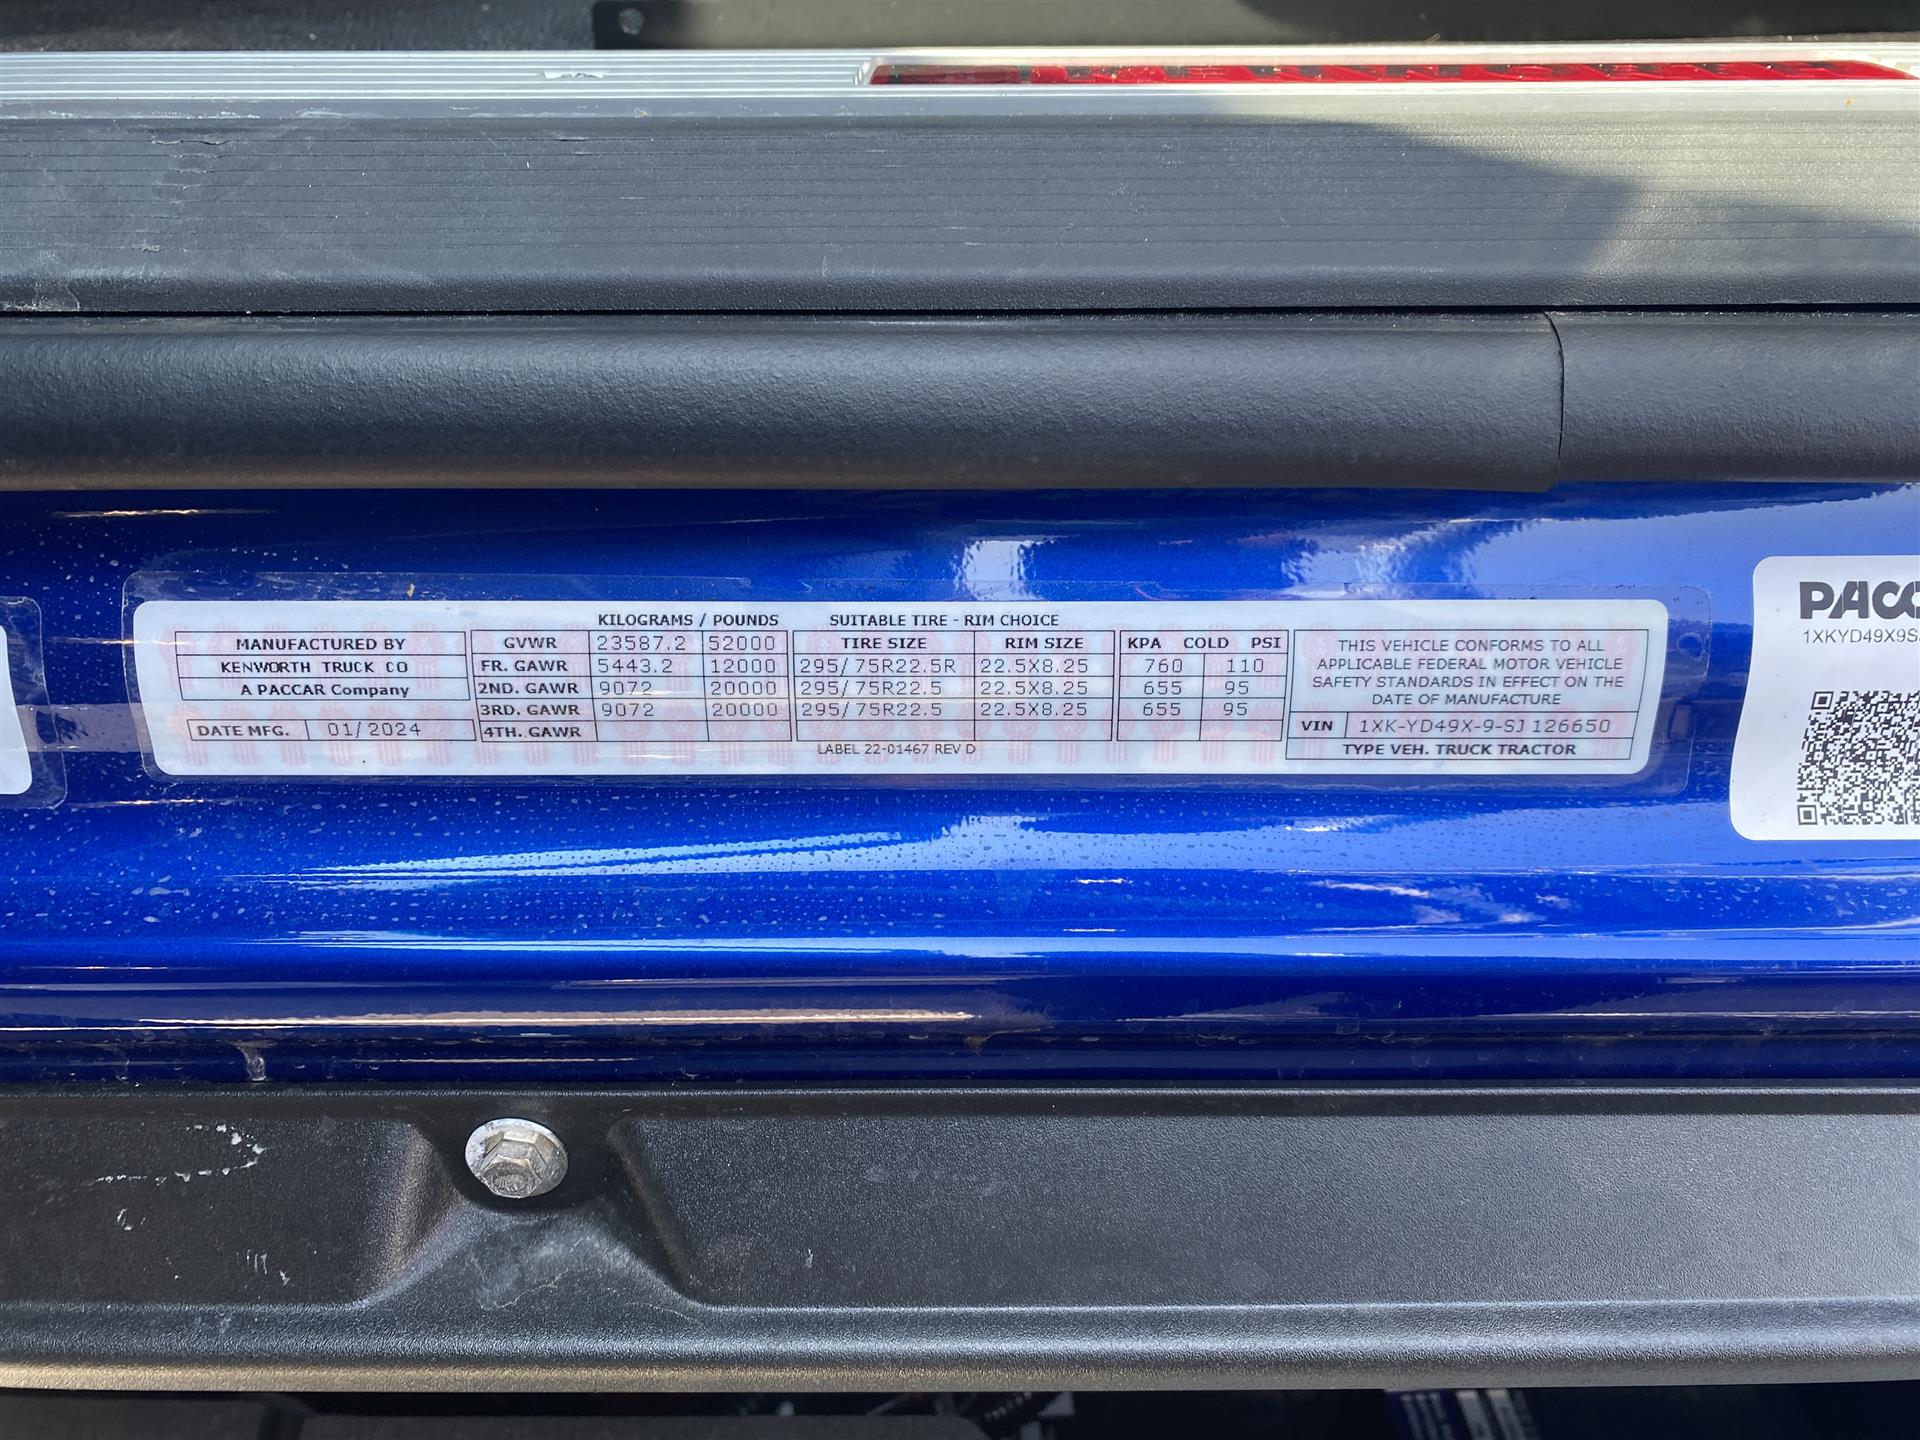 KENWORTH
KILOGRAMS / POUNDS SUITABLE TIRE - RIM CHOICE
MANUFACTURED BY GVWR 23587.2 52000 TIRE SIZE RIM SIZE KPA COLD PSI
KENWORTH TRUCK CO FR. GAWR 5443.2 12000 295/75R22.5R 22.5X8.25 760 110
A PACCAR Company 2ND. GAWR 9072 20000 295/75R22.5 22.5X8.25 655 95
3RD. GAWR 9072 20000 295/75R22.5 22.5X8.25 655 95
DATE MFG. 01/2024 4TH. GAWR
LABEL 22-01467 REV D
THIS VEHICLE CONFORMS TO ALL
APPLICABLE FEDERAL MOTOR VEHICLE
SAFETY STANDARDS IN EFFECT ON THE
DATE OF MANUFACTURE
VIN 1XK-YD49X-9-SJ126650
TYPE VEH. TRUCK TRACTOR
PACC
1XKYD49X9S